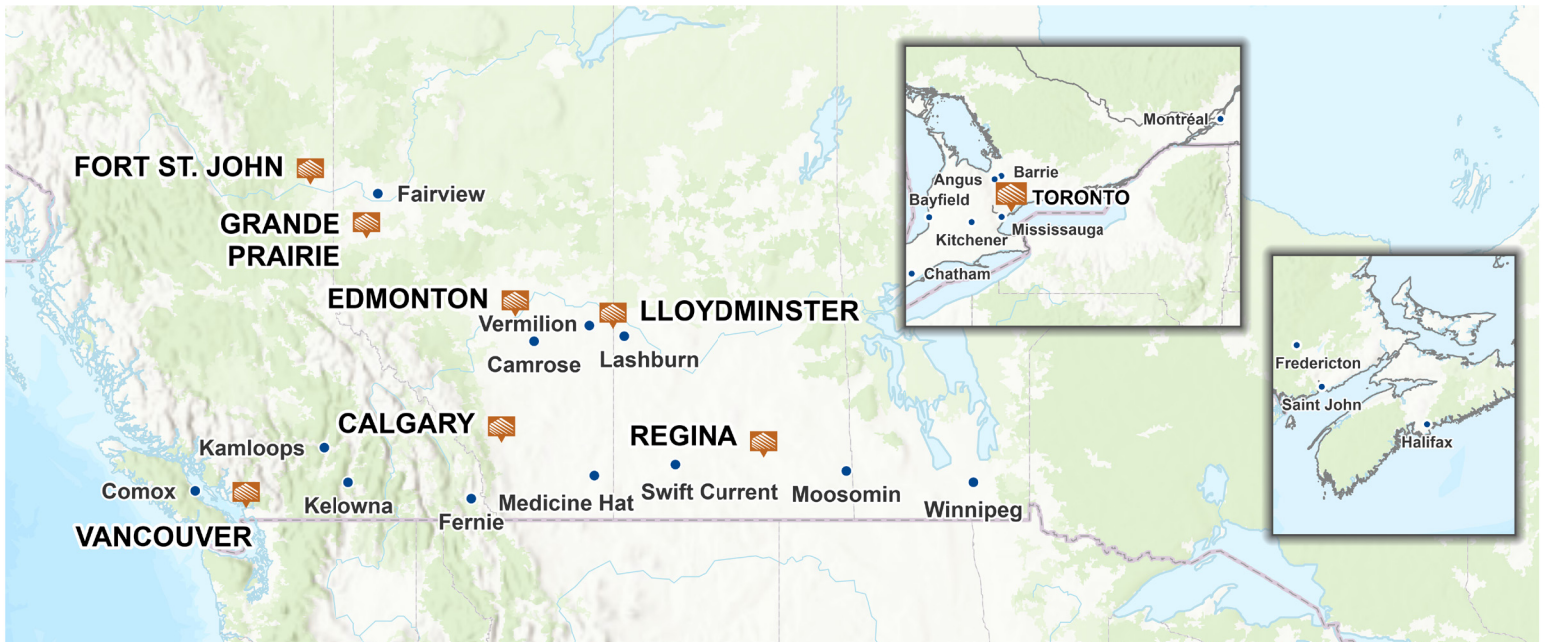 FORT ST. JOHN
Fairview
GRANDE
PRAIRIE
EDMONTON
LLOYDMINSTER
Vermilion
Camrose
Lashburn
CALGARY
REGINA
Kamloops
Comox
Kelowna
Fernie
Medicine Hat
Swift Current
Moosomin
Winnipeg
VANCOUVER
Montréal
Barrie
Angus
TORONTO
Bayfield
Mississauga
Kitchener
Chatham
Fredericton
Saint John
Halifax